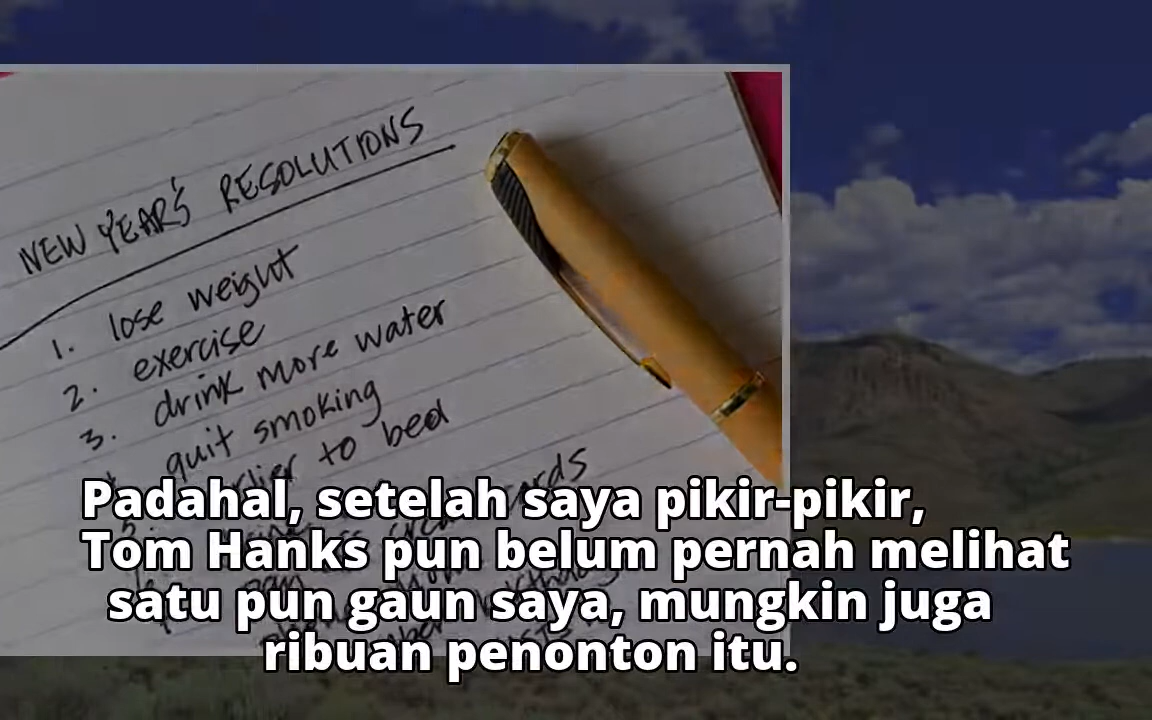 NEW YEAR'S RESOLUTIONS
1. lose weight
2. exercise
3. drink more water
quit smoking
to bed
Padahal, setelah saya pikir-pikir,
Tom Hanks pun belum pernah melihat
satu pun gaun saya, mungkin juga
ribuan penonton itu.